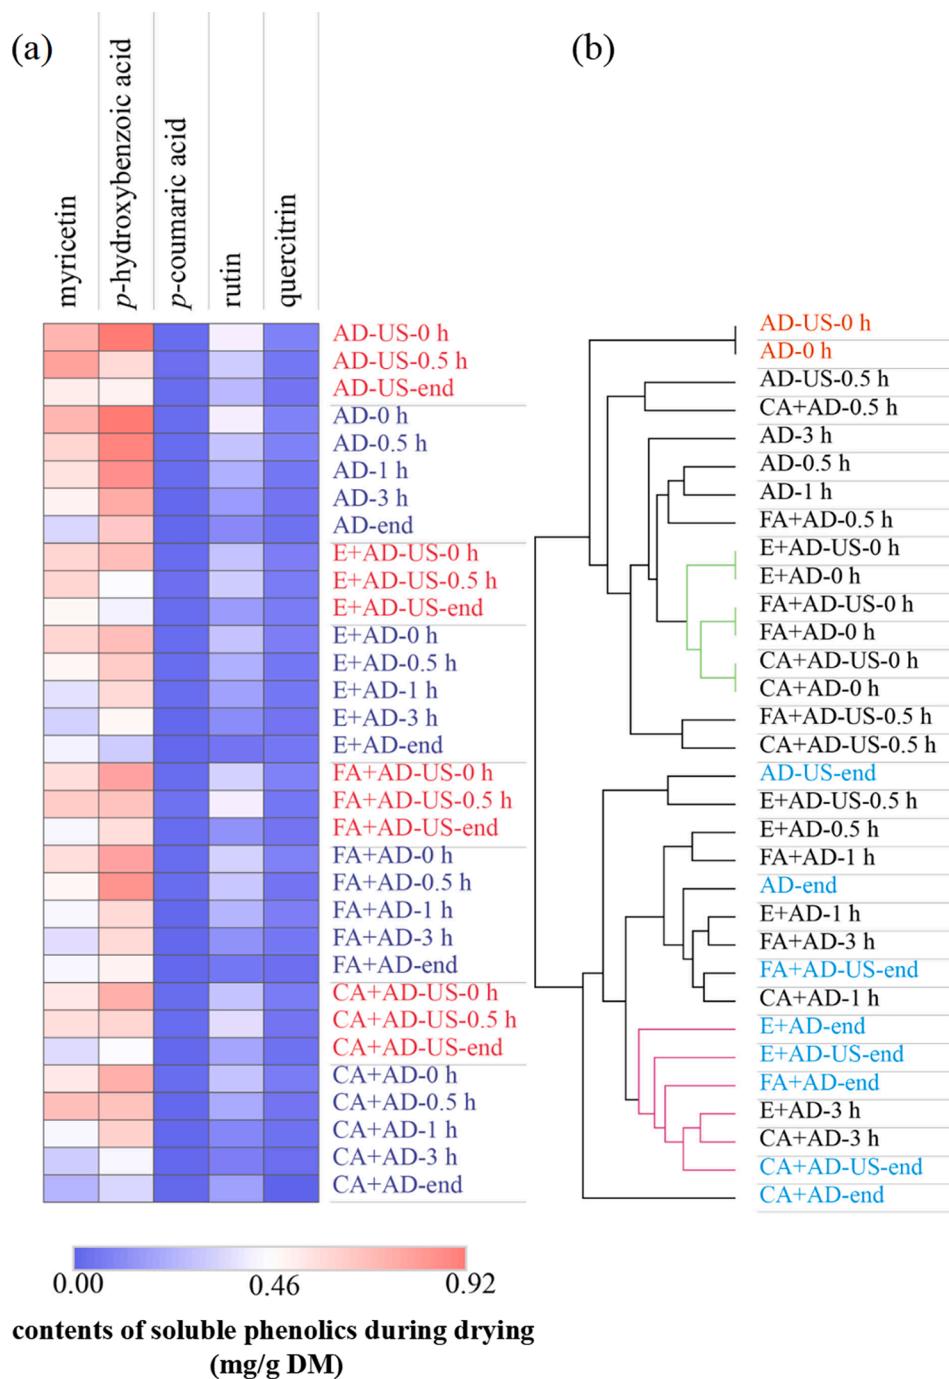 (a)
(b)
myricetin
p-hydroxybenzoic acid
p-coumaric acid
rutin
quercitrin
AD-US-0 h
AD-US-0.5 h
AD-US-end
AD-0 h
AD-0.5 h
AD-1 h
AD-3 h
AD-end
E+AD-US-0 h
E+AD-US-0.5 h
E+AD-US-end
E+AD-0 h
E+AD-0.5 h
E+AD-1 h
E+AD-3 h
E+AD-end
FA+AD-US-0 h
FA+AD-US-0.5 h
FA+AD-US-end
FA+AD-0 h
FA+AD-0.5 h
FA+AD-1 h
FA+AD-3 h
FA+AD-end
CA+AD-US-0 h
CA+AD-US-0.5 h
CA+AD-US-end
CA+AD-0 h
CA+AD-0.5 h
CA+AD-1 h
CA+AD-3 h
CA+AD-end
0.00
0.46
0.92
contents of soluble phenolics during drying
(mg/g DM)
AD-US-0 h
AD-0 h
AD-US-0.5 h
CA+AD-0.5 h
AD-3 h
AD-0.5 h
AD-1 h
FA+AD-0.5 h
E+AD-US-0 h
E+AD-0 h
FA+AD-US-0 h
FA+AD-0 h
CA+AD-US-0 h
CA+AD-0 h
FA+AD-US-0.5 h
CA+AD-US-0.5 h
AD-US-end
E+AD-US-0.5 h
E+AD-0.5 h
FA+AD-1 h
AD-end
E+AD-1 h
FA+AD-3 h
FA+AD-US-end
CA+AD-1 h
E+AD-end
E+AD-US-end
FA+AD-end
E+AD-3 h
CA+AD-3 h
CA+AD-US-end
CA+AD-end